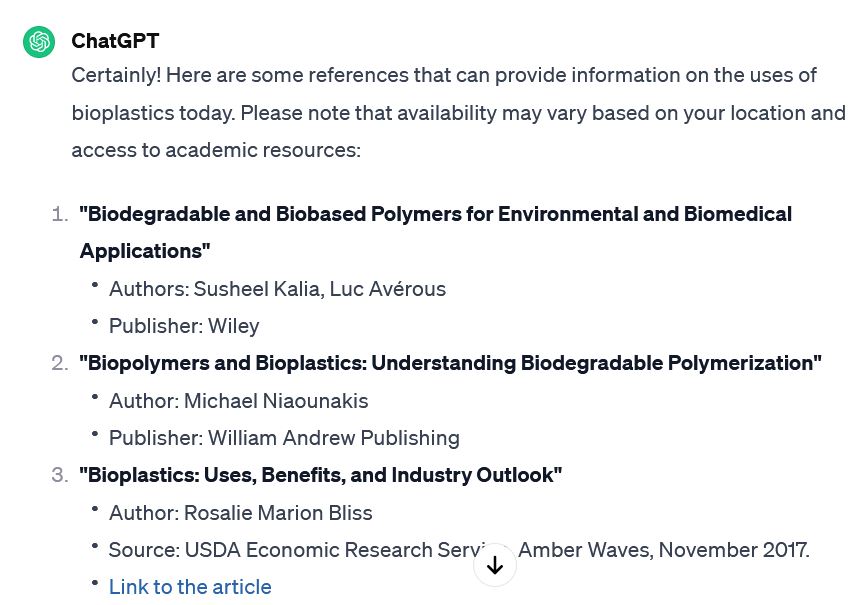 ChatGPT
Certainly! Here are some references that can provide information on the uses of
bioplastics today. Please note that availability may vary based on your location and
access to academic resources:
1. "Biodegradable and Biobased Polymers for Environmental and Biomedical
Applications"
• Authors: Susheel Kalia, Luc Avérous
• Publisher: Wiley
2. "Biopolymers and Bioplastics: Understanding Biodegradable Polymerization"
• Author: Michael Niaounakis
• Publisher: William Andrew Publishing
3. "Bioplastics: Uses, Benefits, and Industry Outlook"
• Author: Rosalie Marion Bliss
• Source: USDA Economic Research Amber Waves, November 2017.
• Link to the article